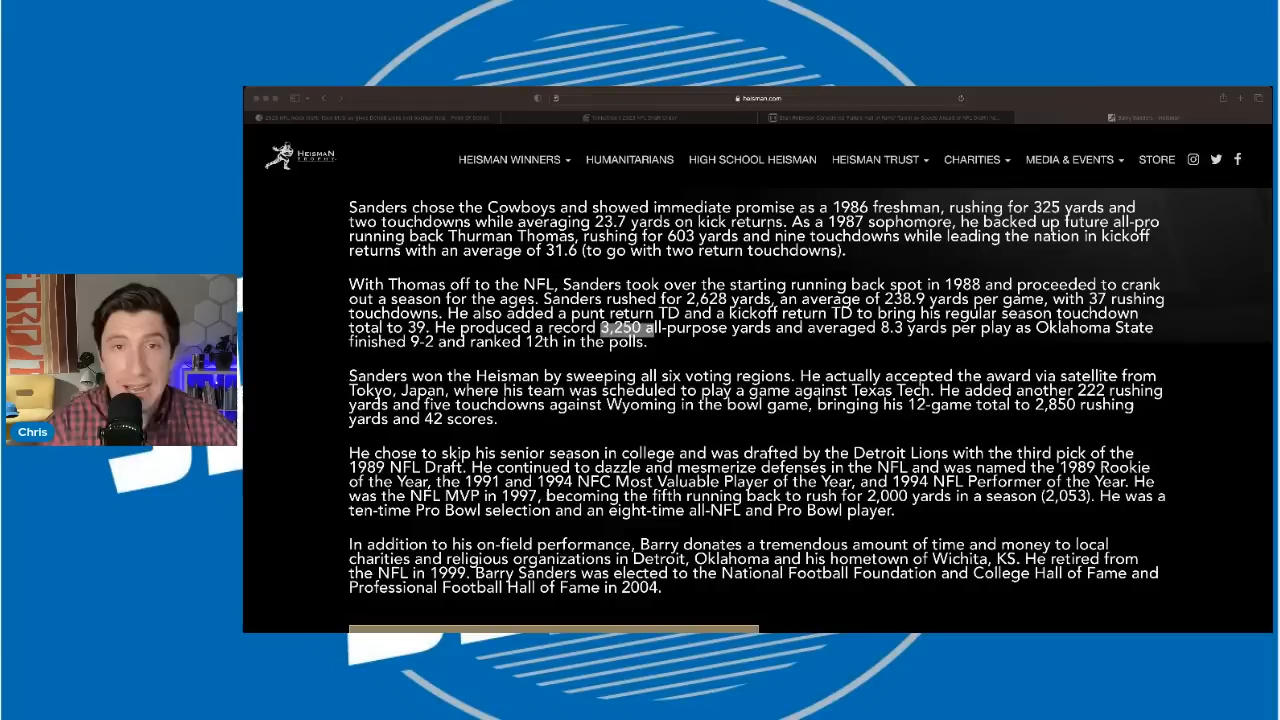 heisman.com
Barry Sanders - Heisman
HEISMAN
TROPHY
HEISMAN WINNERS HUMANITARIANS HIGH SCHOOL HEISMAN HEISMAN TRUST CHARITIES MEDIA & EVENTS STORE
Sanders chose the Cowboys and showed immediate promise as a 1986 freshman, rushing for 325 yards and
two touchdowns while averaging 23.7 yards on kick returns. As a 1987 sophomore, he backed up future all-pro
running back Thurman Thomas, rushing for 603 yards and nine touchdowns while leading the nation in kickoff
returns with an average of 31.6 (to go with two return touchdowns).
With Thomas off to the NFL, Sanders took over the starting running back spot in 1988 and proceeded to crank
out a season for the ages. Sanders rushed for 2,628 yards, an average of 238.9 yards per game, with 37 rushing
touchdowns. He also added a punt return TD and a kickoff return TD to bring his regular season touchdown
total to 39. He produced a record 3,250 all-purpose yards and averaged 8.3 yards per play as Oklahoma State
finished 9-2 and ranked 12th in the polls.
Sanders won the Heisman by sweeping all six voting regions. He actually accepted the award via satellite from
Tokyo, Japan, where his team was scheduled to play a game against Texas Tech. He added another 222 rushing
yards and five touchdowns against Wyoming in the bowl game, bringing his 12-game total to 2,850 rushing
yards and 42 scores.
He chose to skip his senior season in college and was drafted by the Detroit Lions with the third pick of the
1989 NFL Draft. He continued to dazzle and mesmerize defenses in the NFL and was named the 1989 Rookie
of the Year, the 1991 and 1994 NFC Most Valuable Player of the Year, and 1994 NFL Performer of the Year. He
was the NFL MVP in 1997, becoming the fifth running back to rush for 2,000 yards in a season (2,053). He was a
ten-time Pro Bowl selection and an eight-time all-NFL and Pro Bowl player.
In addition to his on-field performance, Barry donates a tremendous amount of time and money to local
charities and religious organizations in Detroit, Oklahoma and his hometown of Wichita, KS. He retired from
the NFL in 1999. Barry Sanders was elected to the National Football Foundation and College Hall of Fame and
Professional Football Hall of Fame in 2004.
Chris